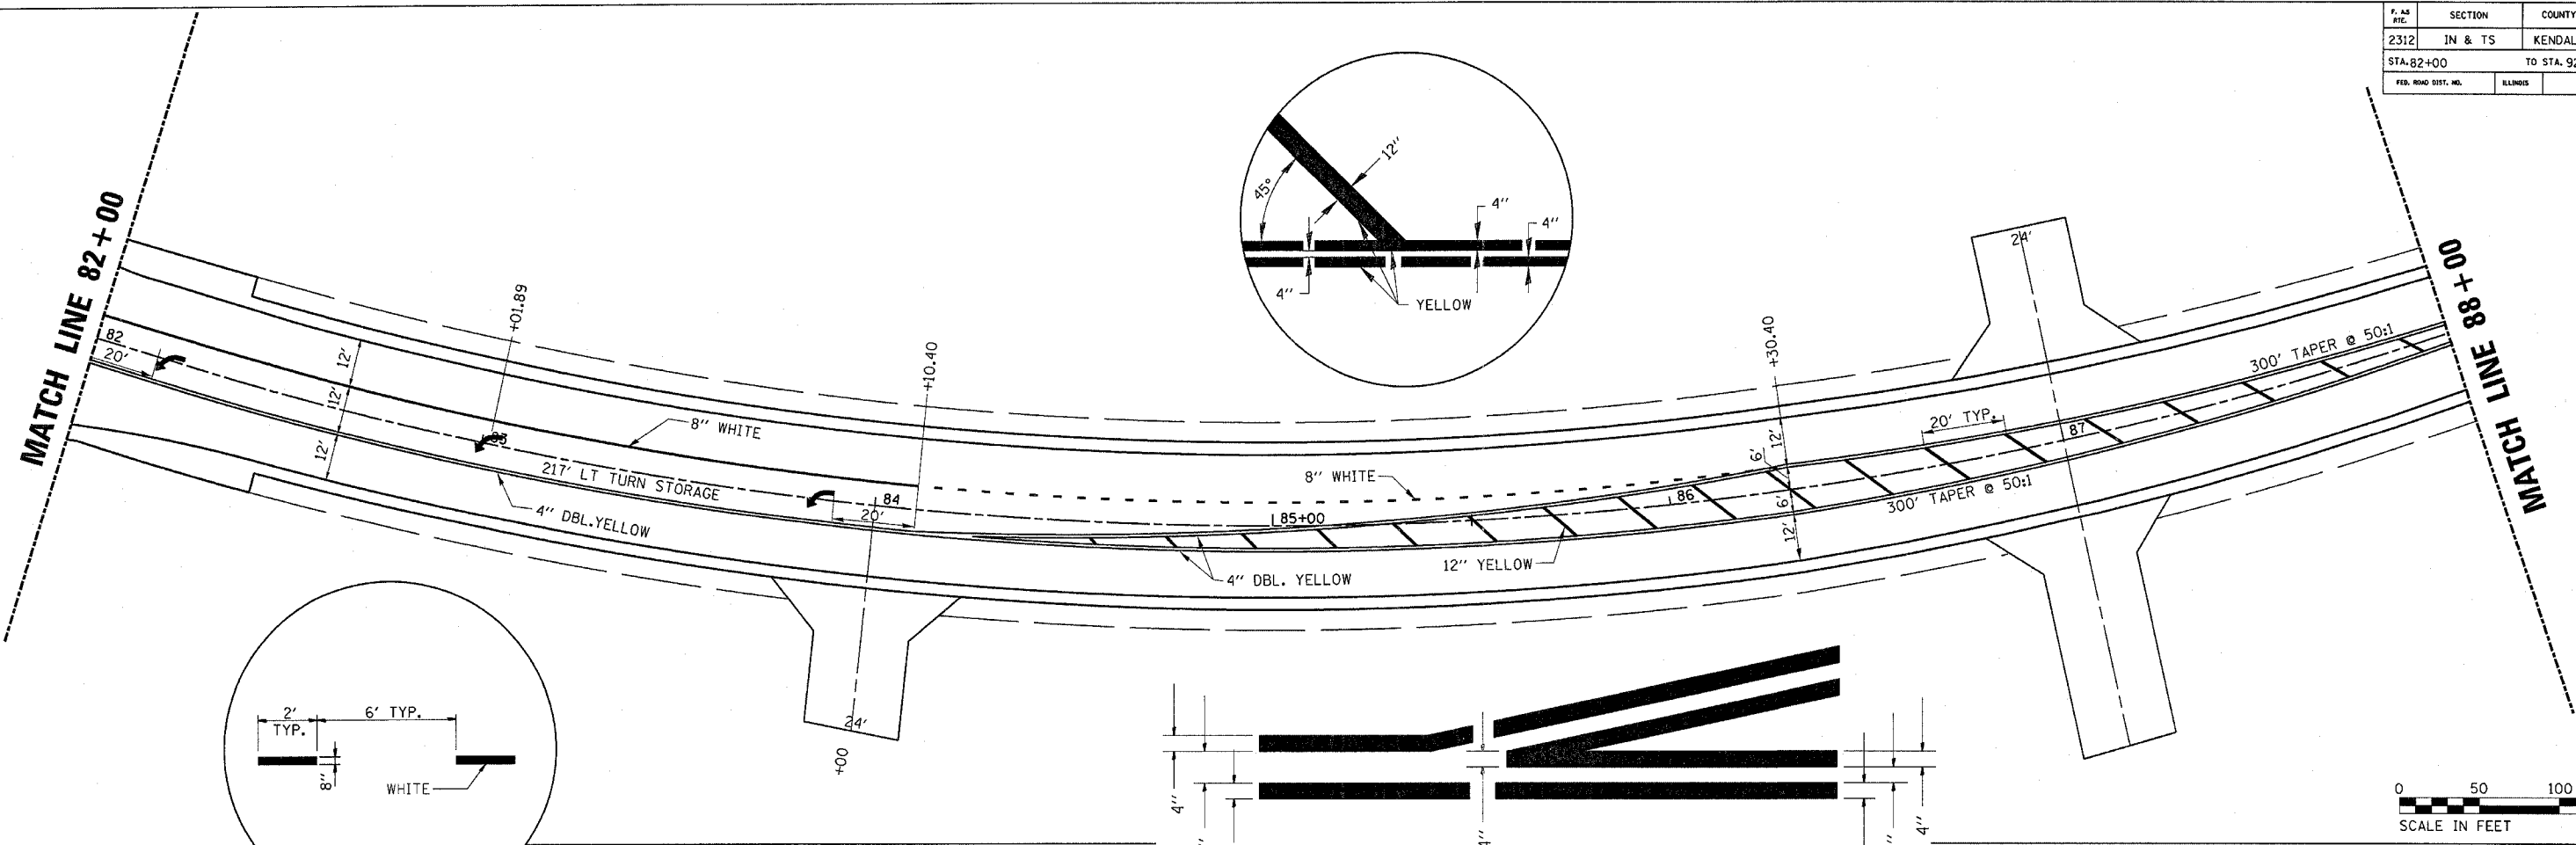 F. AS RTE. SECTION COUNTY
2312 IN & TS KENDAL
STA. 82+00 TO STA. 92
FED. ROAD DIST. NO. ILLINOIS
MATCH LINE 82+00
MATCH LINE 88+00
82
20'
12'
12'
12'
+01.89
83
217' LT TURN STORAGE
4" DBL.YELLOW
8" WHITE
+10.40
84
20'
24'
+00
85+00
4" DBL. YELLOW
12" YELLOW
8" WHITE
+30.40
12'
6'
6'
12'
86
20' TYP.
87
24'
300' TAPER @ 50:1
300' TAPER @ 50:1
45°
12"
4"
4"
4"
YELLOW
2' TYP.
6' TYP.
8"
WHITE
4"
4"
4"
0 50 100
SCALE IN FEET